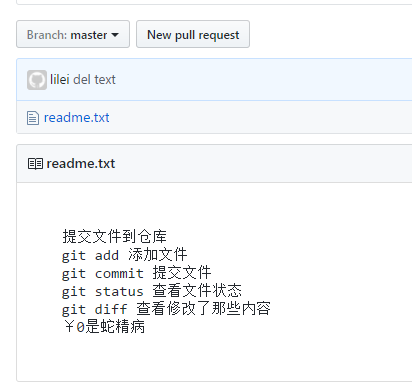 Branch: master
New pull request
lilei del text
readme.txt
readme.txt
提交文件到仓库
git add 添加文件
git commit 提交文件
git status 查看文件状态
git diff 查看修改了那些内容
￥0是蛇精病